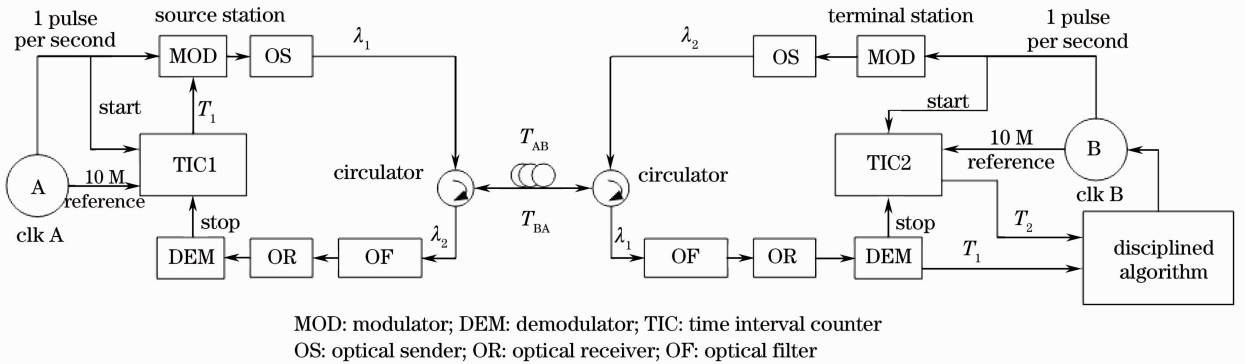 1 pulse
per second
source station
MOD
OS
λ1
start
T1
TIC1
A
10 M
reference
clk A
stop
DEM
OR
OF
λ2
circulator
TAB
TBA
circulator
λ2
OS
terminal station
MOD
1 pulse
per second
start
TIC2
10 M
reference
B
clk B
stop
T2
λ1
OF
OR
DEM
T1
disciplined
algorithm
MOD: modulator; DEM: demodulator; TIC: time interval counter
OS: optical sender; OR: optical receiver; OF: optical filter